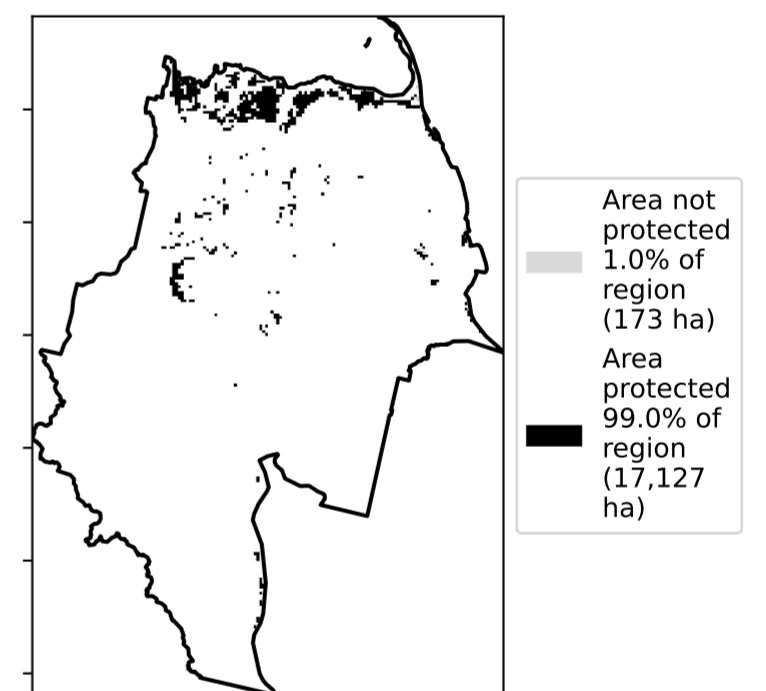 Area not
protected
1.0% of
region
(173 ha)
Area
protected
99.0% of
region
(17,127
ha)